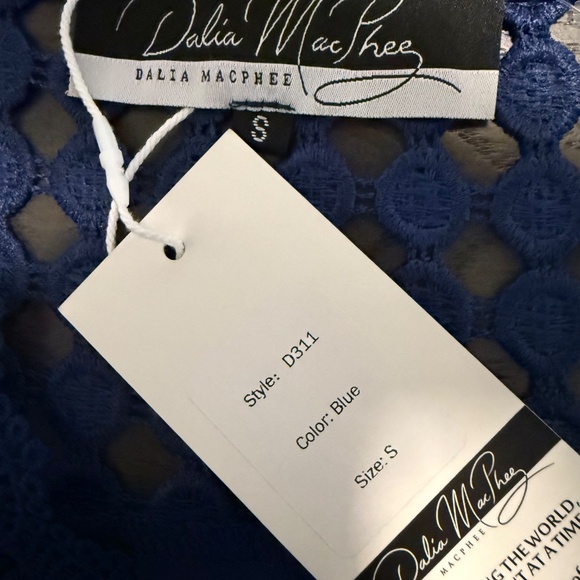 Dalia MacPhee
DALIA MACPHEE
S
Style: D311
Color: Blue
Size: S
Dalia MacPhee
MACPHEE
THE WORLD,
AT A TIME